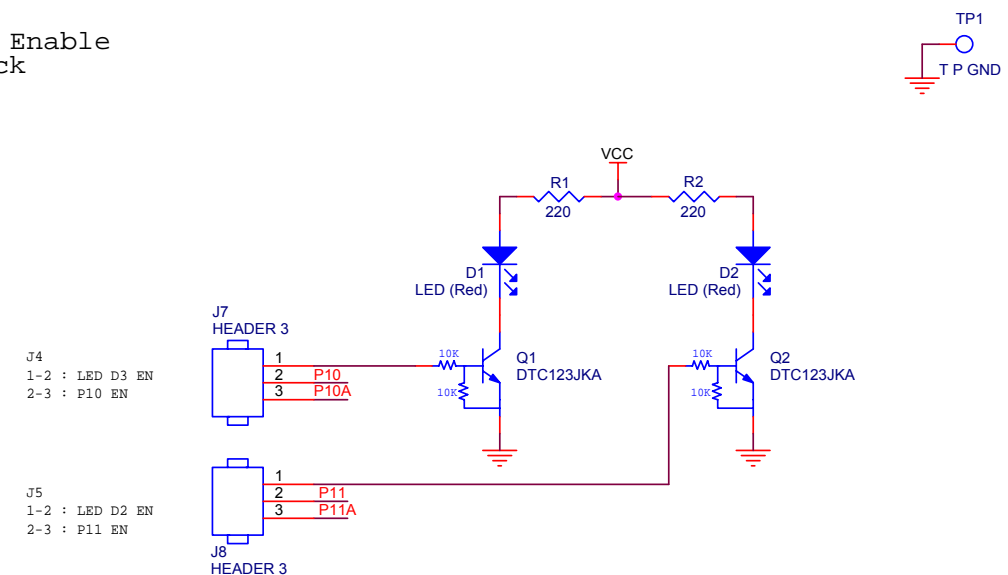 Enable
ck
TP1
T P GND
VCC
R1
220
R2
220
D1
LED (Red)
D2
LED (Red)
J7
HEADER 3
1
2
3
P10
P10A
J4
1-2 : LED D3 EN
2-3 : P10 EN
10K
10K
Q1
DTC123JKA
10K
10K
Q2
DTC123JKA
1
2
3
P11
P11A
J5
1-2 : LED D2 EN
2-3 : P11 EN
J8
HEADER 3